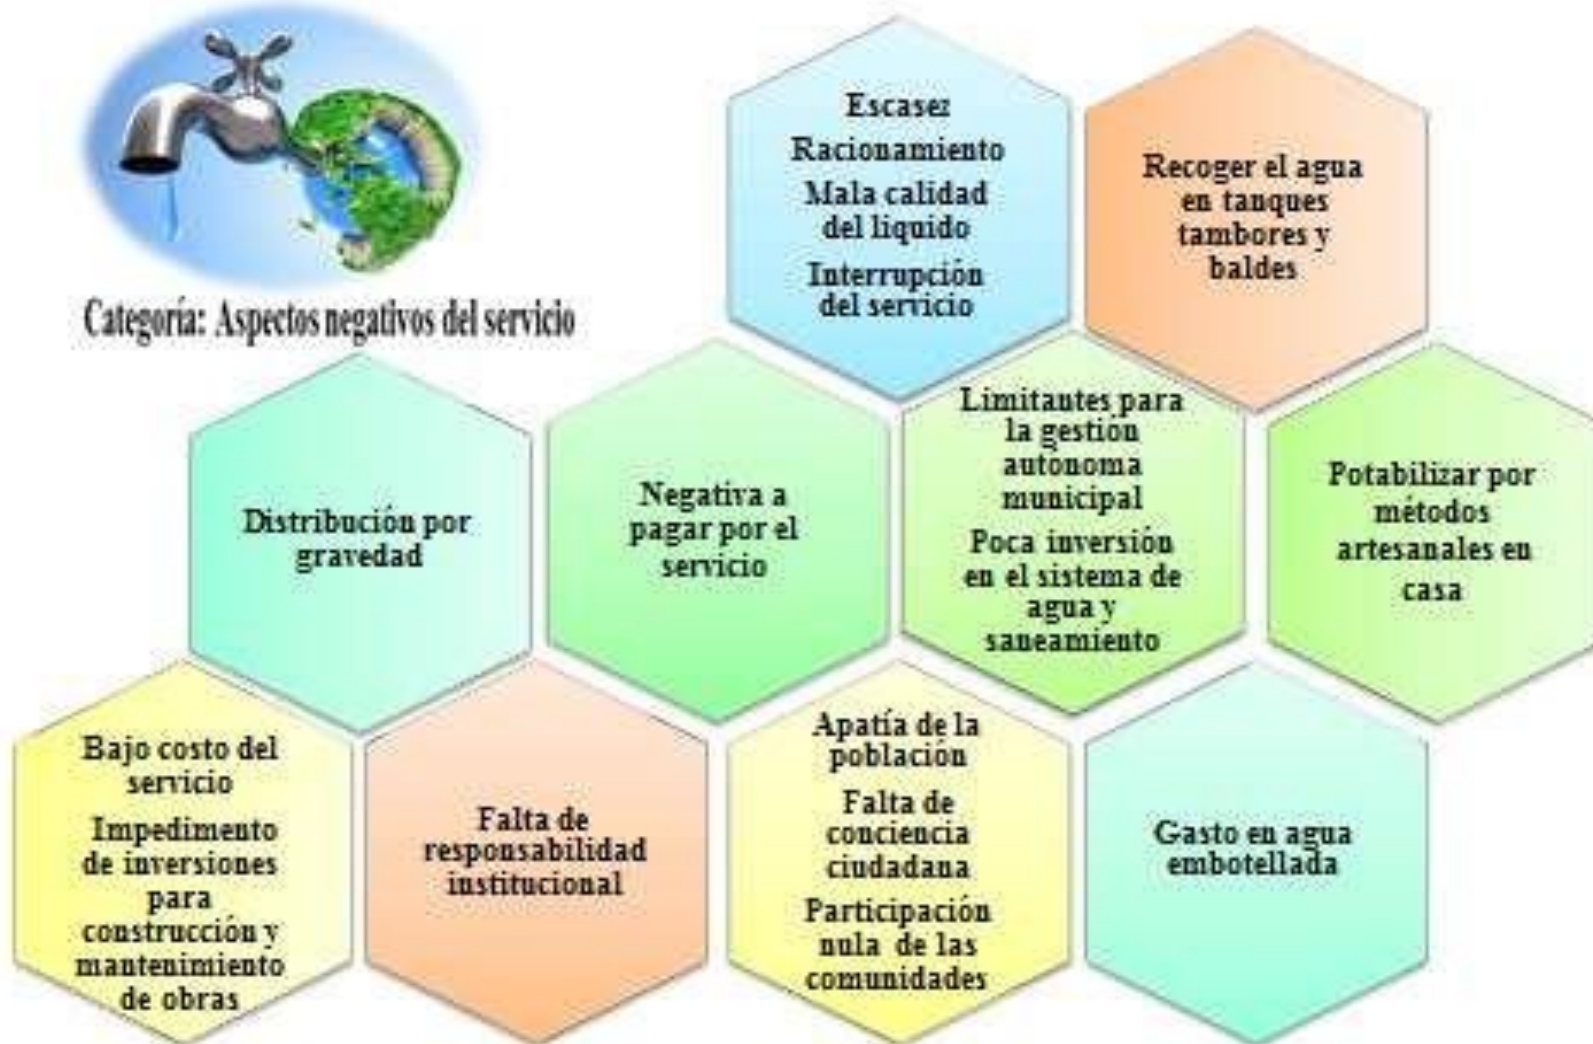 Categoría: Aspectos negativos del servicio
Escasez
Racionamiento
Mala calidad
del liquido
Interrupción
del servicio
Recoger el agua
en tanques
tambores y
baldes
Distribución por
gravedad
Negativa a
pagar por el
servicio
Limitantes para
la gestión
autonoma
municipal
Poca inversión
en el sistema de
agua y
saneamiento
Potabilizar por
métodos
artesanales en
casa
Bajo costo del
servicio
Impedimento
de inversiones
para
construcción y
mantenimiento
de obras
Falta de
responsabilidad
institucional
Apatía de la
población
Falta de
conciencia
ciudadana
Participación
nula de las
comunidades
Gasto en agua
embotellada